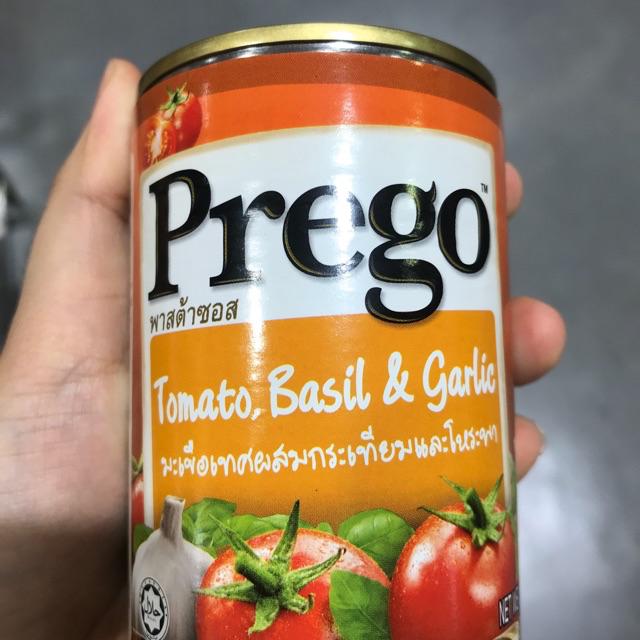 Prego™
พาสต้าซอส
Tomato, Basil & Garlic
มะเขือเทศผสมกระเทียมและโหระพา
NET